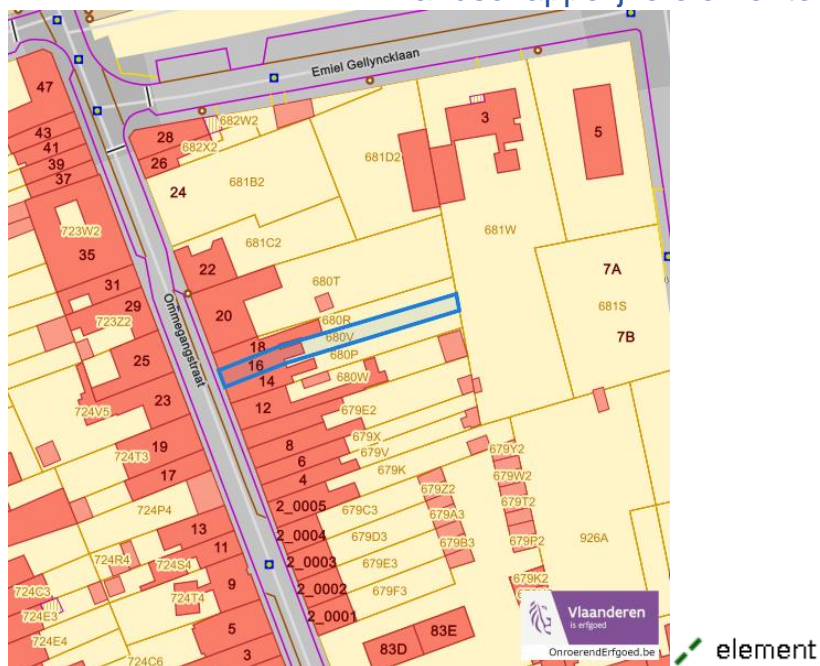 Emiel Gellyncklaan
47
43
41
39
37
28
26
682W2
682X2
24
681B2
681D2
3
5
723W2
35
681C2
681W
22
7A
31
680T
681S
29
20
723Z2
Ommegangstraat
680R
18
680V
7B
16
680P
25
14
680W
12
724V5
23
679E2
8
679X
19
6
679V
679Y2
724T3
4
679K
17
679W2
2_0005
679Z2
679T2
724P4
679C3
679A3
13
2_0004
679D3
679B3
679P2
926A
11
724R4
724S4
2_0003
679E3
9
679K2
724C3
724T4
2_0002
679F3
724E3
2_0001
5
83D
83E
724E4
3
724C6
Vlaanderen
is erfgoed
OnroerendErfgoed.be
element